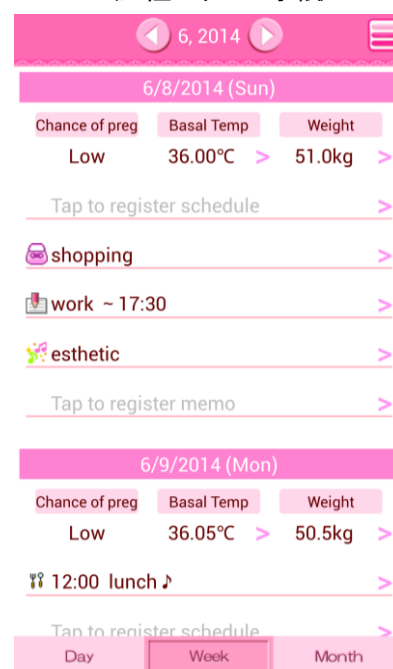 6, 2014
6/8/2014 (Sun)
Chance of preg Basal Temp Weight
Low 36.00℃ > 51.0kg >
Tap to register schedule >
shopping >
work ~ 17:30 >
esthetic >
Tap to register memo >
6/9/2014 (Mon)
Chance of preg Basal Temp Weight
Low 36.05℃ > 50.5kg >
12:00 lunch♪ >
Tap to register schedule >
Day Week Month